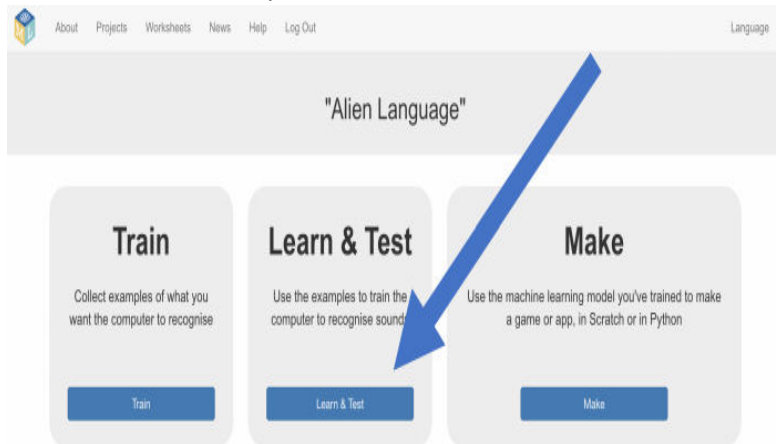 About Projects Worksheets News Help Log Out Language
"Alien Language"
Train
Collect examples of what you
want the computer to recognise
Train
Learn & Test
Use the examples to train the
computer to recognise
Learn & Test
Make
Use the machine learning model you've trained to make
a game or app, in Scratch or in Python
Make